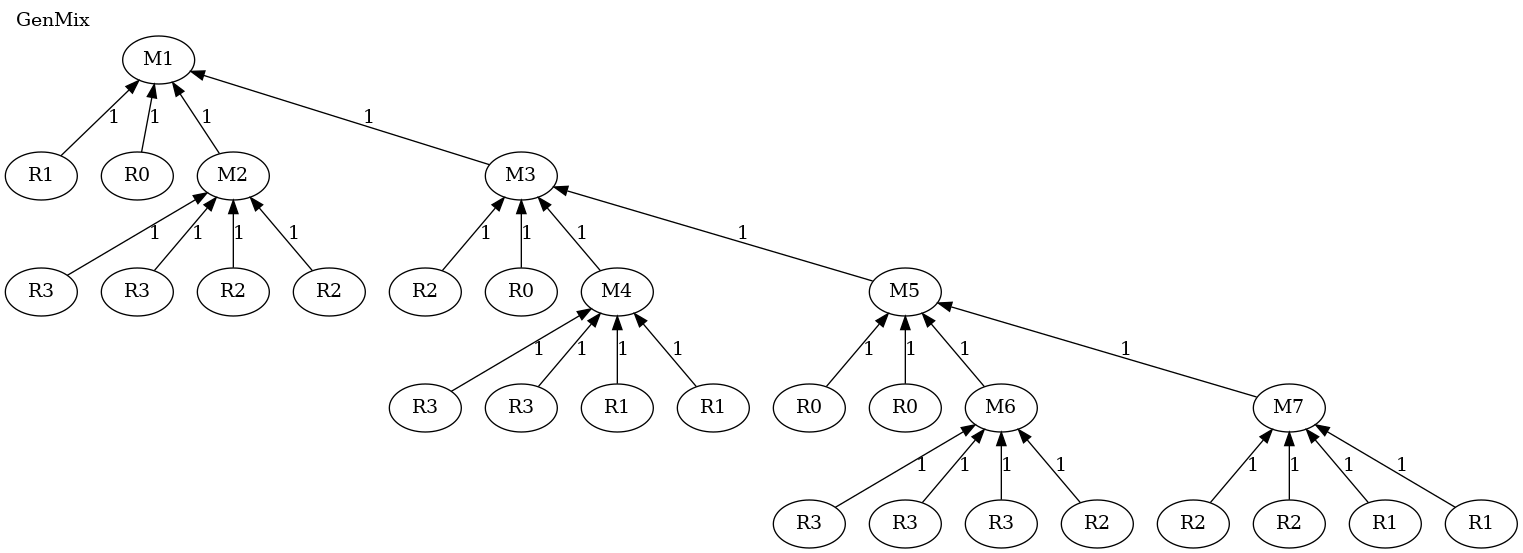 GenMix
M1
1 1 1 1
R1 R0 M2 M3
1 1 1 1 1 1 1 1
R3 R3 R2 R2 R2 R0 M4 M5
1 1 1 1 1 1 1 1
R3 R3 R1 R1 R0 R0 M6 M7
1 1 1 1 1 1 1 1
R3 R3 R3 R2 R2 R2 R1 R1